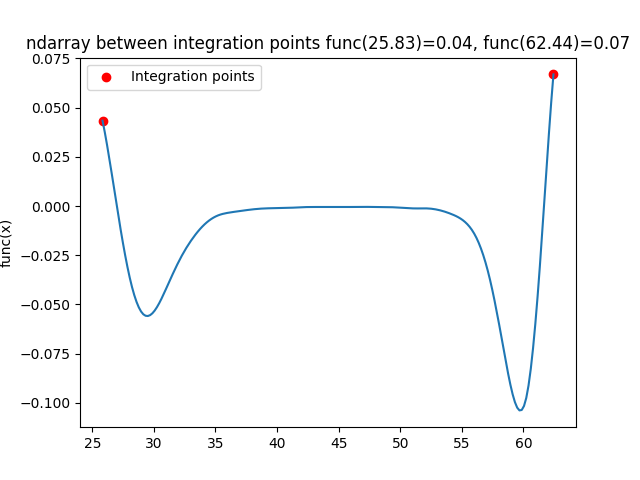 ndarray between integration points func(25.83)=0.04, func(62.44)=0.07
Integration points
func(x)
0.075
0.050
0.025
0.000
−0.025
−0.050
−0.075
−0.100
25 30 35 40 45 50 55 60